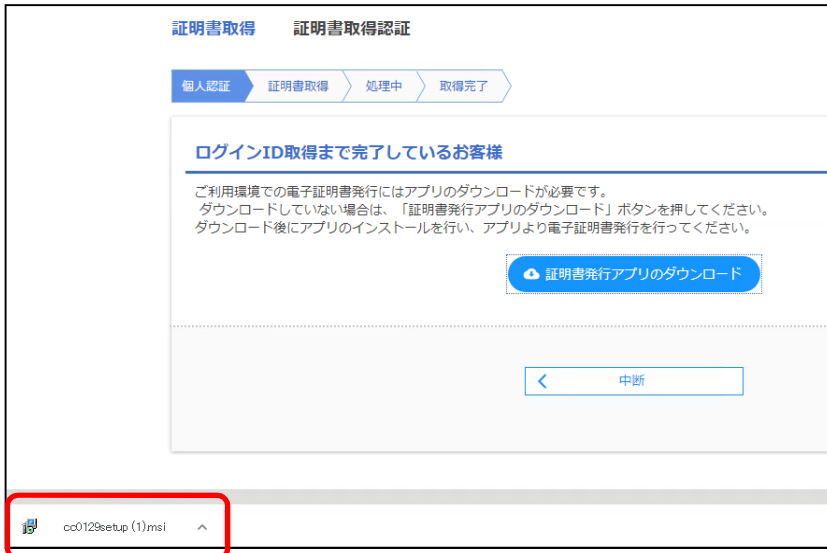 証明書取得 証明書取得認証
個人認証 証明書取得 処理中 取得完了
ログインID取得まで完了しているお客様
ご利用環境での電子証明書発行にはアプリのダウンロードが必要です。
ダウンロードしていない場合は、「証明書発行アプリのダウンロード」ボタンを押してください。
ダウンロード後にアプリのインストールを行い、アプリより電子証明書発行を行ってください。
証明書発行アプリのダウンロード
中断
cc0129setup (1).msi